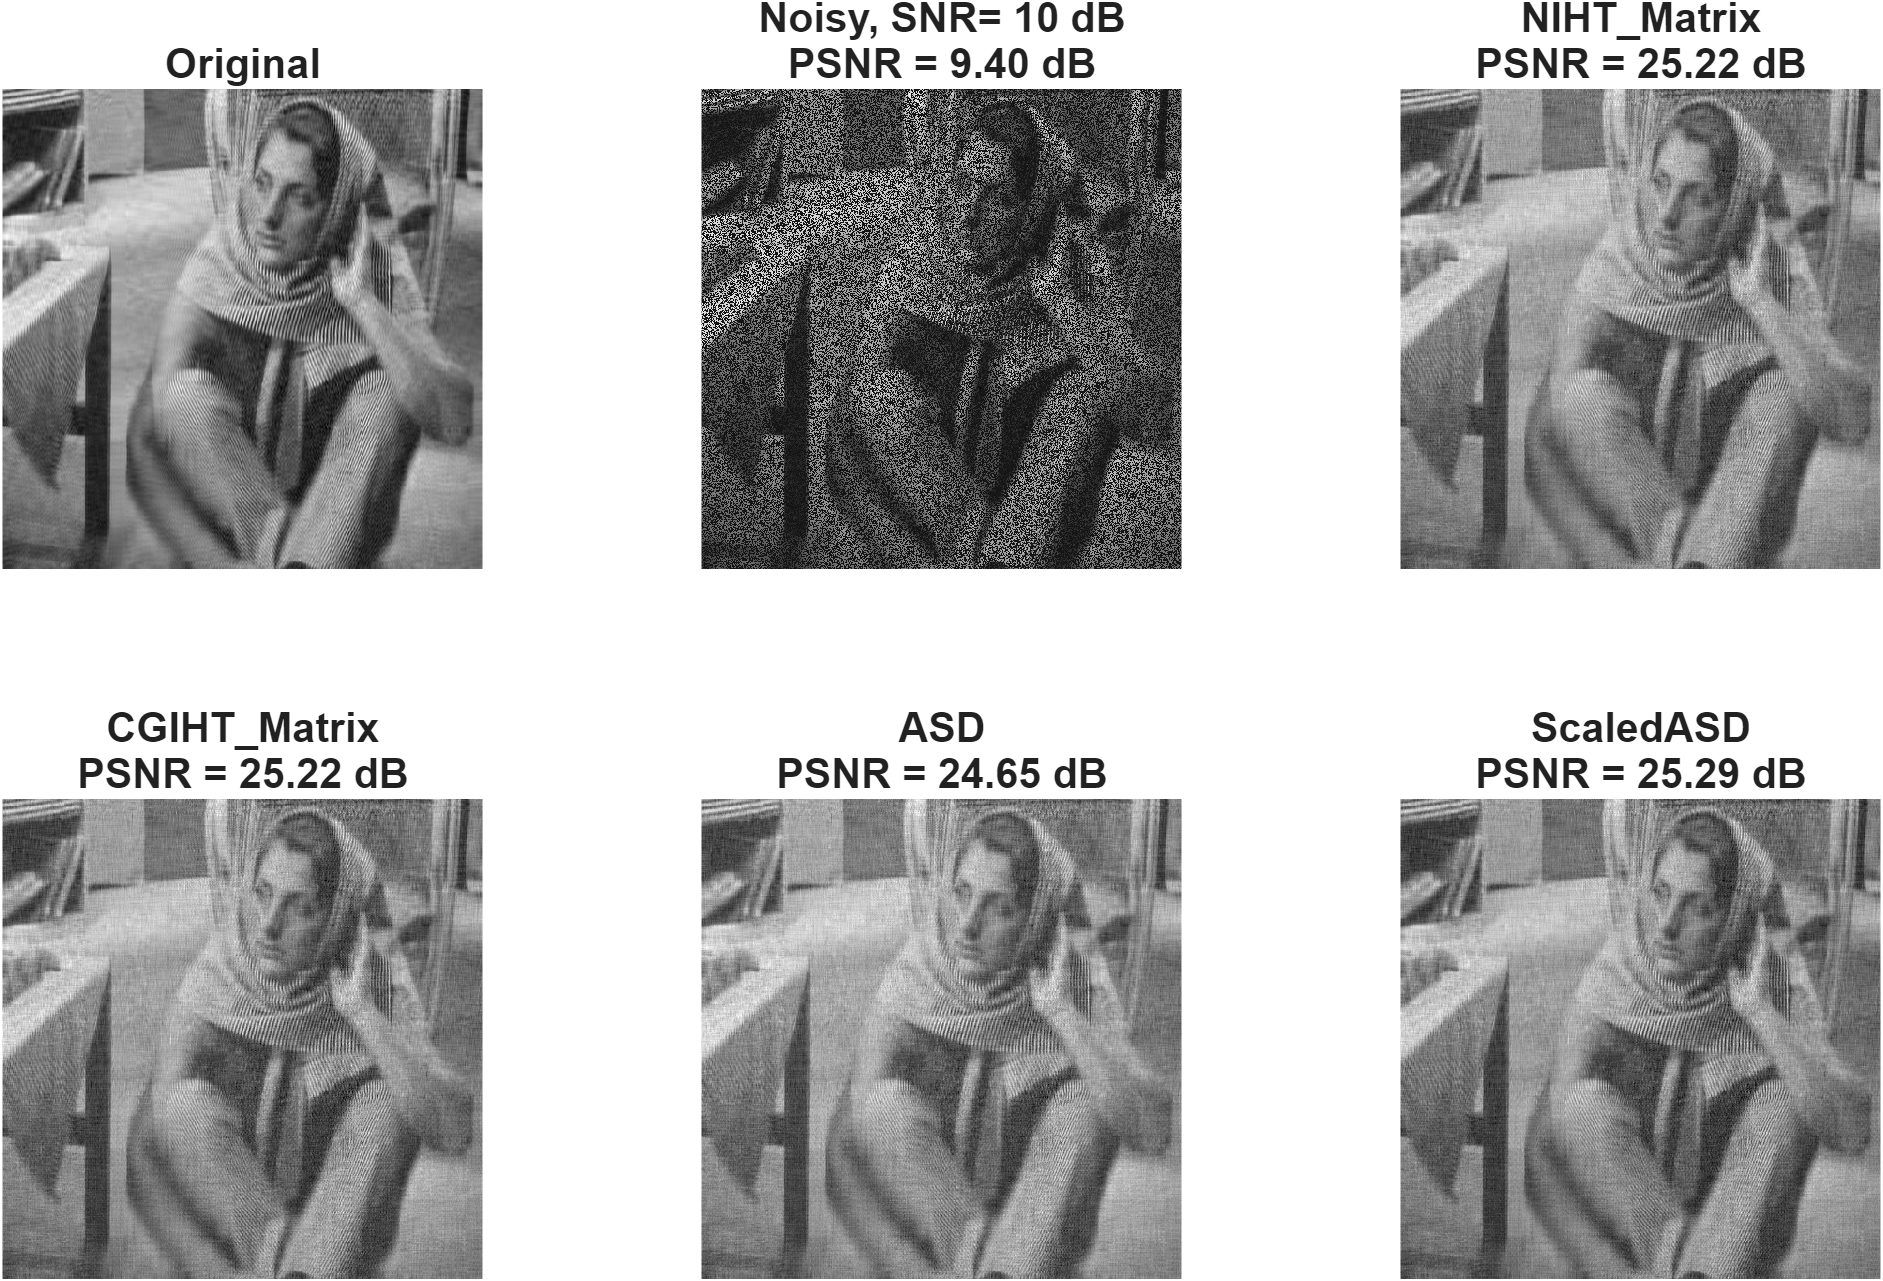 Original
Noisy, SNR= 10 dB
PSNR = 9.40 dB
NIHT_Matrix
PSNR = 25.22 dB
CGIHT_Matrix
PSNR = 25.22 dB
ASD
PSNR = 24.65 dB
ScaledASD
PSNR = 25.29 dB